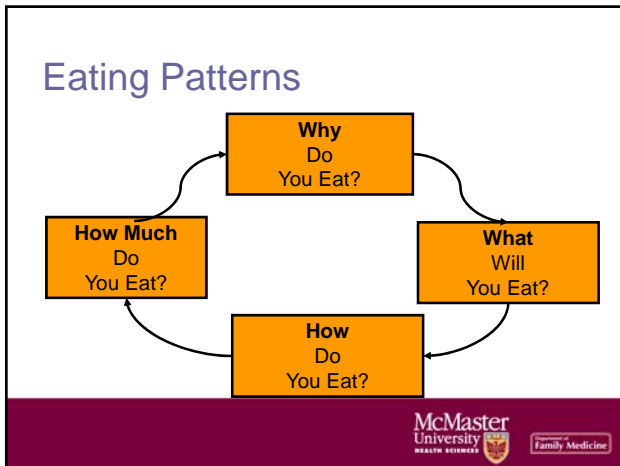 Eating Patterns
Why
Do
You Eat?
How Much
Do
You Eat?
What
Will
You Eat?
How
Do
You Eat?
McMaster
University
HEALTH SCIENCES
Department of
Family Medicine